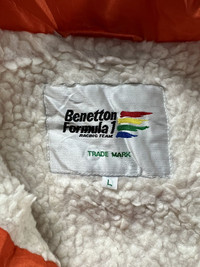 Benetton
Formula 1
RACING TEAM
TRADE MARK
L